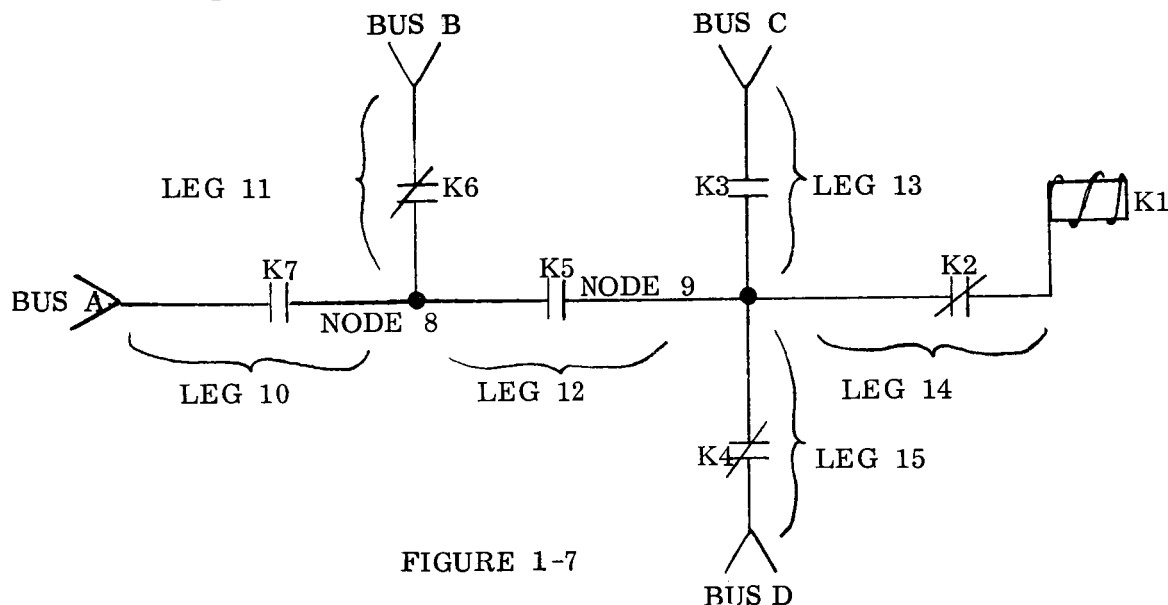 BUS B
BUS C
LEG 11
K6
K3
LEG 13
K1
K7
K5
NODE 9
K2
BUS A
NODE 8
LEG 10
LEG 12
LEG 14
K4
LEG 15
FIGURE 1-7
BUS D